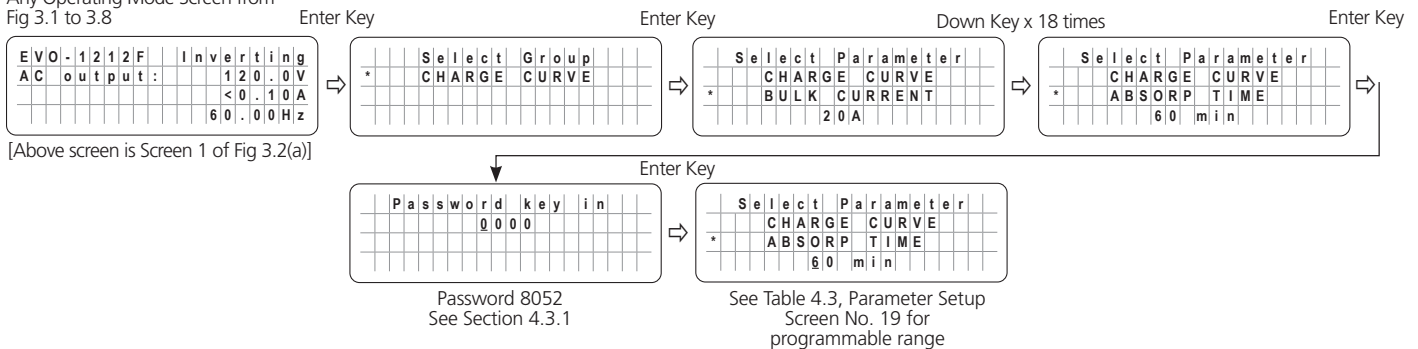 Any Operating Mode Screen from
Fig 3.1 to 3.8
Enter Key
Enter Key
Down Key x 18 times
Enter Key
EVO-1212F Inverting
AC output: 120.0V
<0.10A
60.00Hz
[Above screen is Screen 1 of Fig 3.2(a)]
Select Group
* CHARGE CURVE
Select Parameter
CHARGE CURVE
* BULK CURRENT
20A
Select Parameter
CHARGE CURVE
* ABSORP TIME
60 min
Enter Key
Password key in
0000
Password 8052
See Section 4.3.1
Select Parameter
CHARGE CURVE
* ABSORP TIME
60 min
See Table 4.3, Parameter Setup
Screen No. 19 for
programmable range